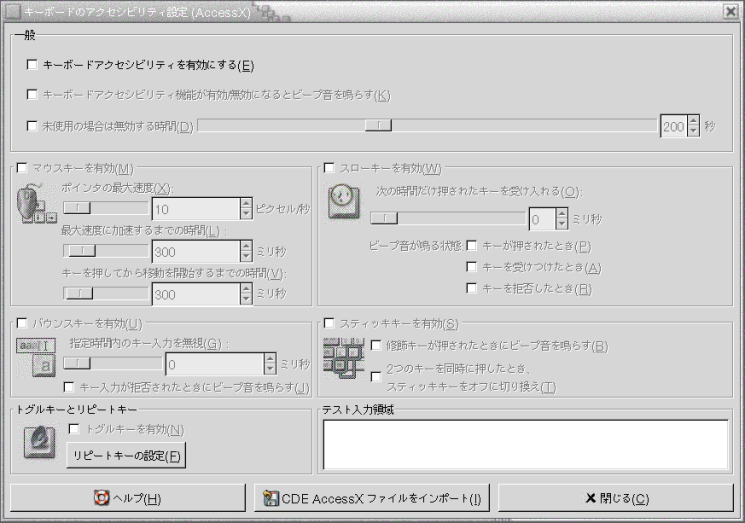 キーボードのアクセシビリティ設定 (AccessX)
一般
キーボードアクセシビリティを有効にする(E)
キーボードアクセシビリティ機能が有効/無効になるとビープ音を鳴らす(K)
未使用の場合は無効する時間(D) 200 秒
マウスキーを有効(M)
ポインタの最大速度(X):
10 ピクセル/秒
最大速度に加速するまでの時間(L) :
300 ミリ秒
キーを押してから移動を開始するまでの時間(V):
300 ミリ秒
スローキーを有効(W)
次の時間だけ押されたキーを受け入れる(O):
0 ミリ秒
ビープ音が鳴る状態: キーが押されたとき(P)
キーを受けつけたとき(A)
キーを拒否したとき(R)
バウンスキーを有効(U)
指定時間内のキー入力を無視(G) :
0 ミリ秒
キー入力が拒否されたときにビープ音を鳴らす(J)
スティッキキーを有効(S)
修飾キーが押されたときにビープ音を鳴らす(B)
2つのキーを同時に押したとき、
スティッキキーをオフに切り換え(T)
トグルキーとリピートキー
トグルキーを有効(N)
リピートキーの設定(F)
テスト入力領域
ヘルプ(H)
CDE AccessX ファイルをインポート(I)
閉じる(C)